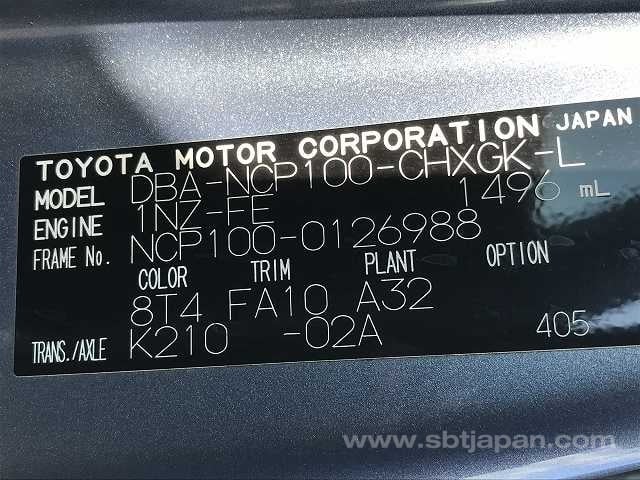 TOYOTA MOTOR CORPORATION JAPAN
MODEL DBA-NCP100-CHXGK-L
ENGINE 1NZ-FE 1496 mL
FRAME No. NCP100-0126988
COLOR TRIM PLANT OPTION
8T4 FA10 A32
TRANS./AXLE K210 -02A 405
www.sbtjapan.com